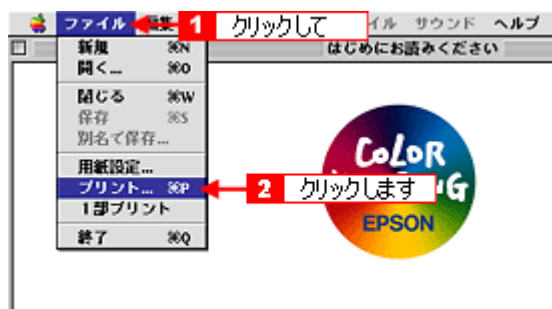 ファイル 編集 1 クリックして イル サウンド ヘルプ
はじめにお読みください
新規 ⌘N
開く... ⌘O
閉じる ⌘W
保存 ⌘S
別名で保存...
用紙設定...
プリント... ⌘P 2 クリックします
1部プリント
終了 ⌘Q
COLOR
G
EPSON